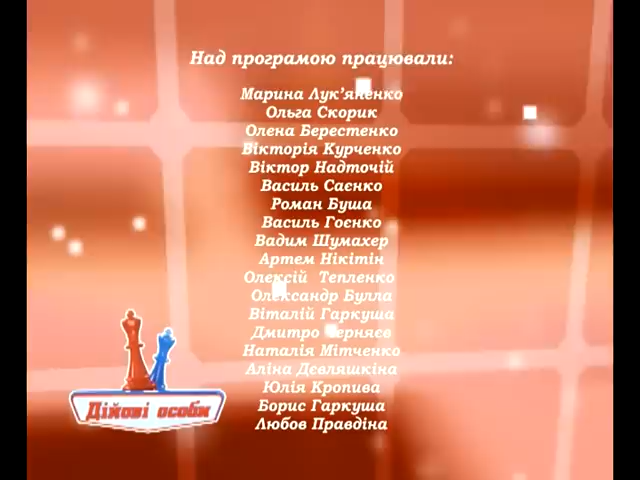 Над програмою працювали:
Марина Лук'яненко
Ольга Скорик
Олена Берестенко
Вікторія Курченко
Віктор Надточій
Василь Саєнко
Роман Буша
Василь Гоєнко
Вадим Шумахер
Артем Нікітін
Олексій Тепленко
Олександр Булла
Віталій Гаркуша
Дмитро Черняєв
Наталія Мітченко
Аліна Дєвляшкіна
Юлія Кропива
Борис Гаркуша
Любов Правдіна
Дійові особи